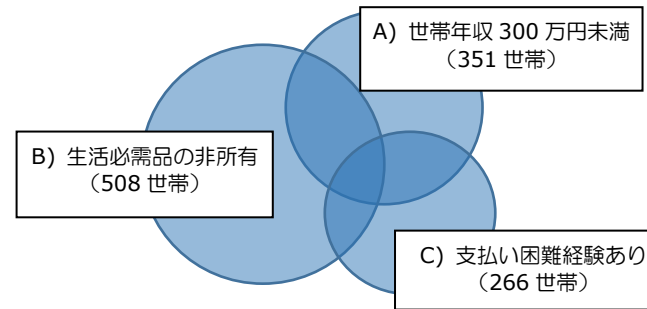 A) 世帯年収 300 万円未満
（351 世帯）
B) 生活必需品の非所有
（508 世帯）
C) 支払い困難経験あり
（266 世帯）